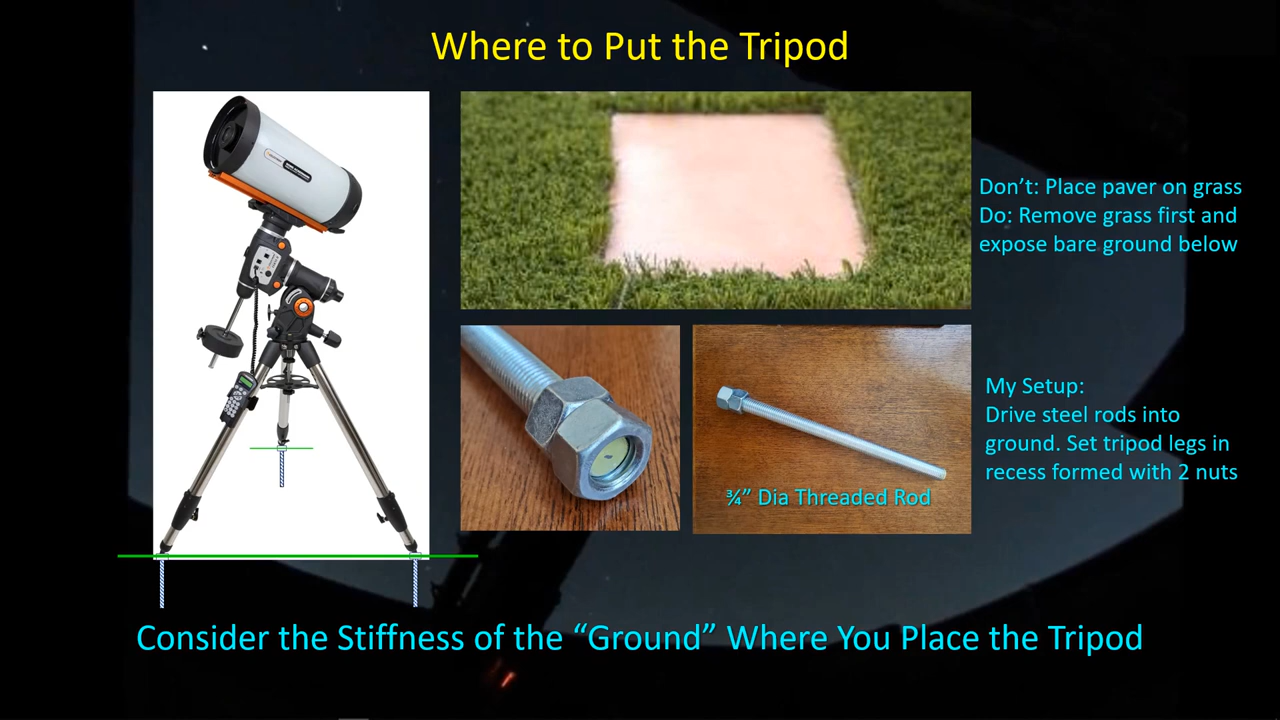 Where to Put the Tripod
Don't: Place paver on grass
Do: Remove grass first and
expose bare ground below
My Setup:
Drive steel rods into
ground. Set tripod legs in
recess formed with 2 nuts
¾” Dia Threaded Rod
Consider the Stiffness of the “Ground” Where You Place the Tripod